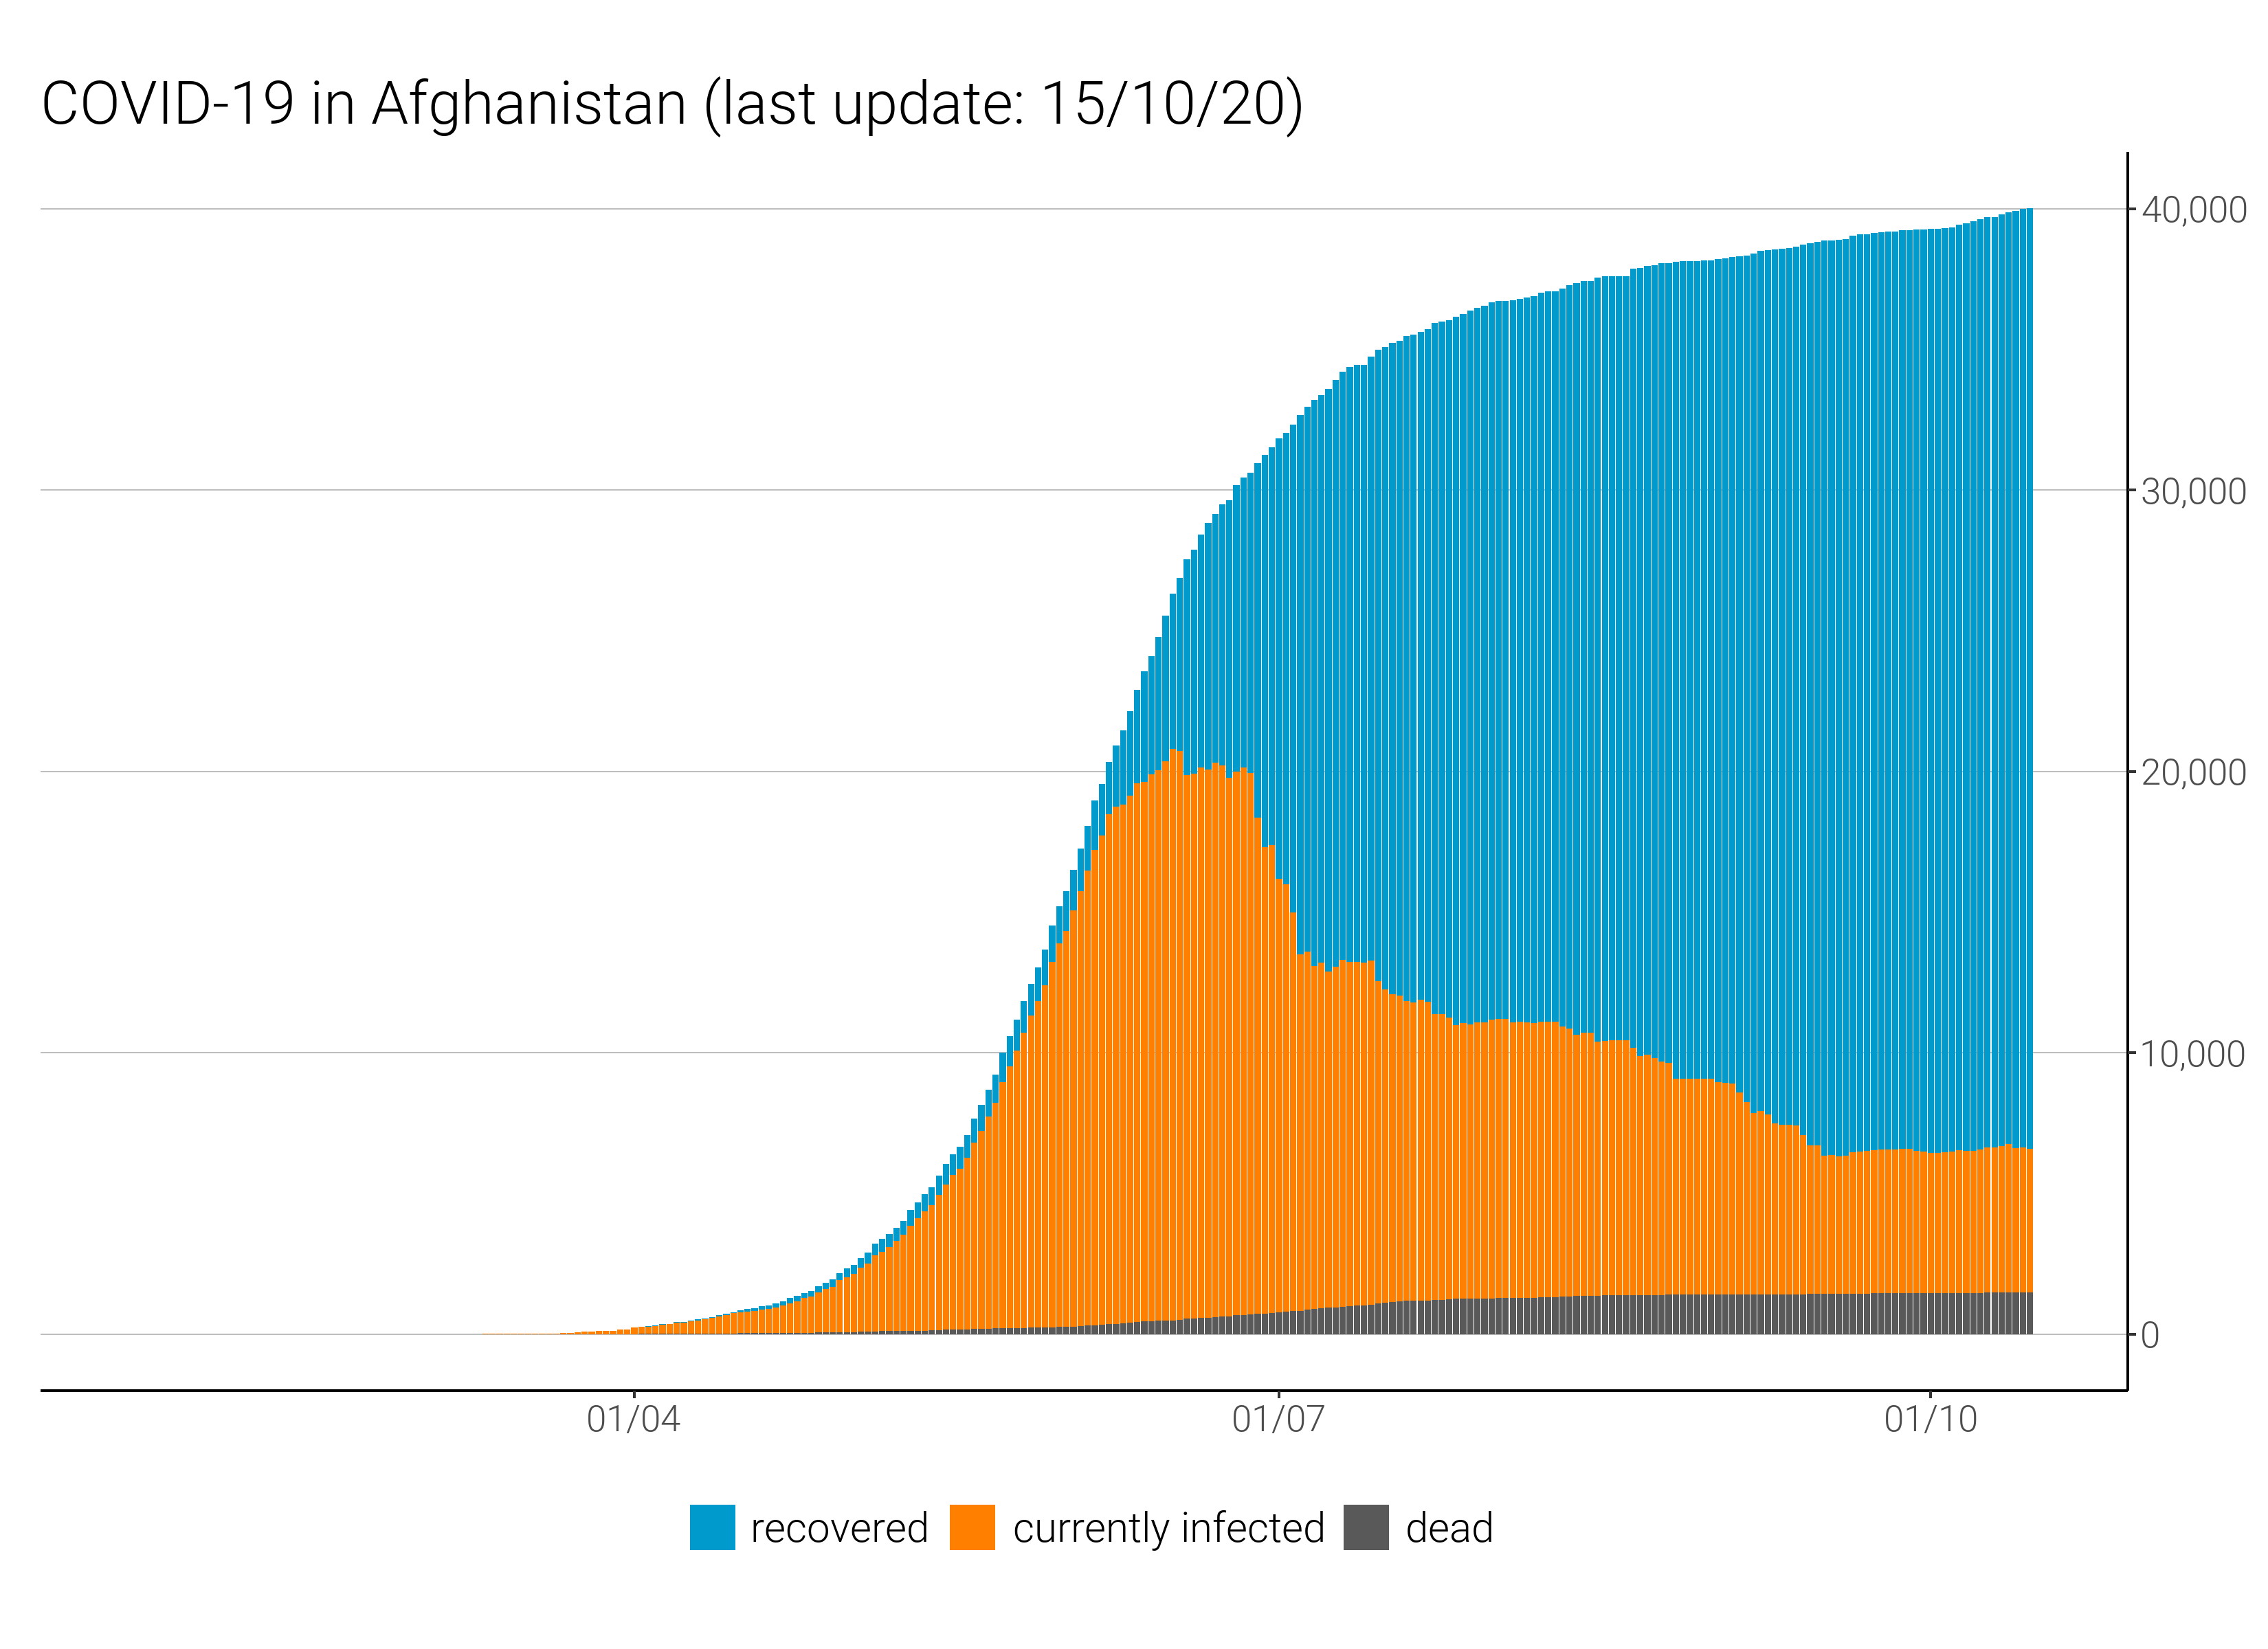 COVID-19 in Afghanistan (last update: 15/10/20)
40,000
30,000
20,000
10,000
0
01/04 01/07 01/10
recovered currently infected dead